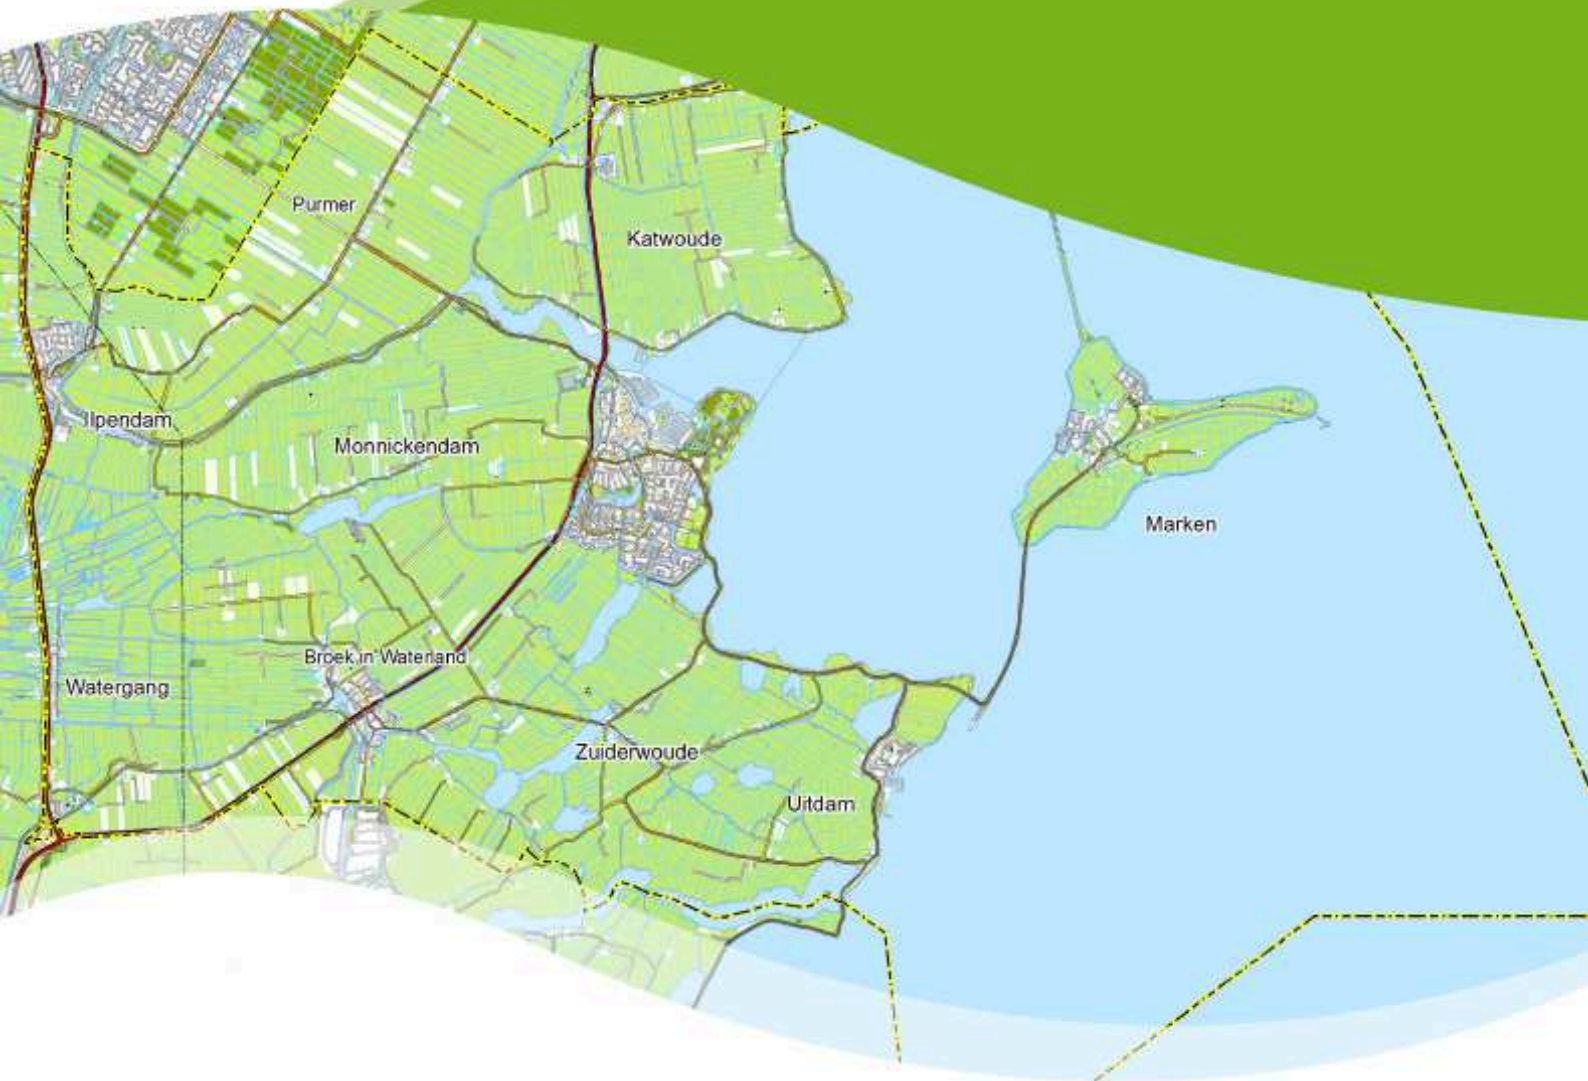 Purmer
Katwoude
Ilpendam
Monnickendam
Marken
Broek in Waterland
Watergang
Zuiderwoude
Uitdam